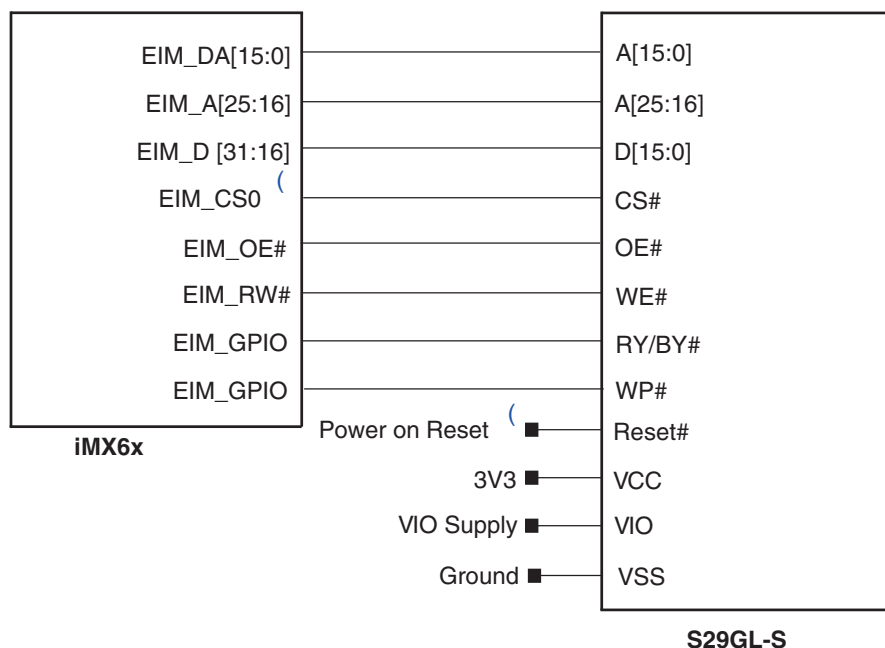 EIM_DA[15:0] A[15:0]
EIM_A[25:16] A[25:16]
EIM_D [31:16] D[15:0]
EIM_CS0 ( CS#
EIM_OE# OE#
EIM_RW# WE#
EIM_GPIO RY/BY#
EIM_GPIO WP#
Power on Reset ( Reset#
iMX6x
3V3 VCC
VIO Supply VIO
Ground VSS
S29GL-S